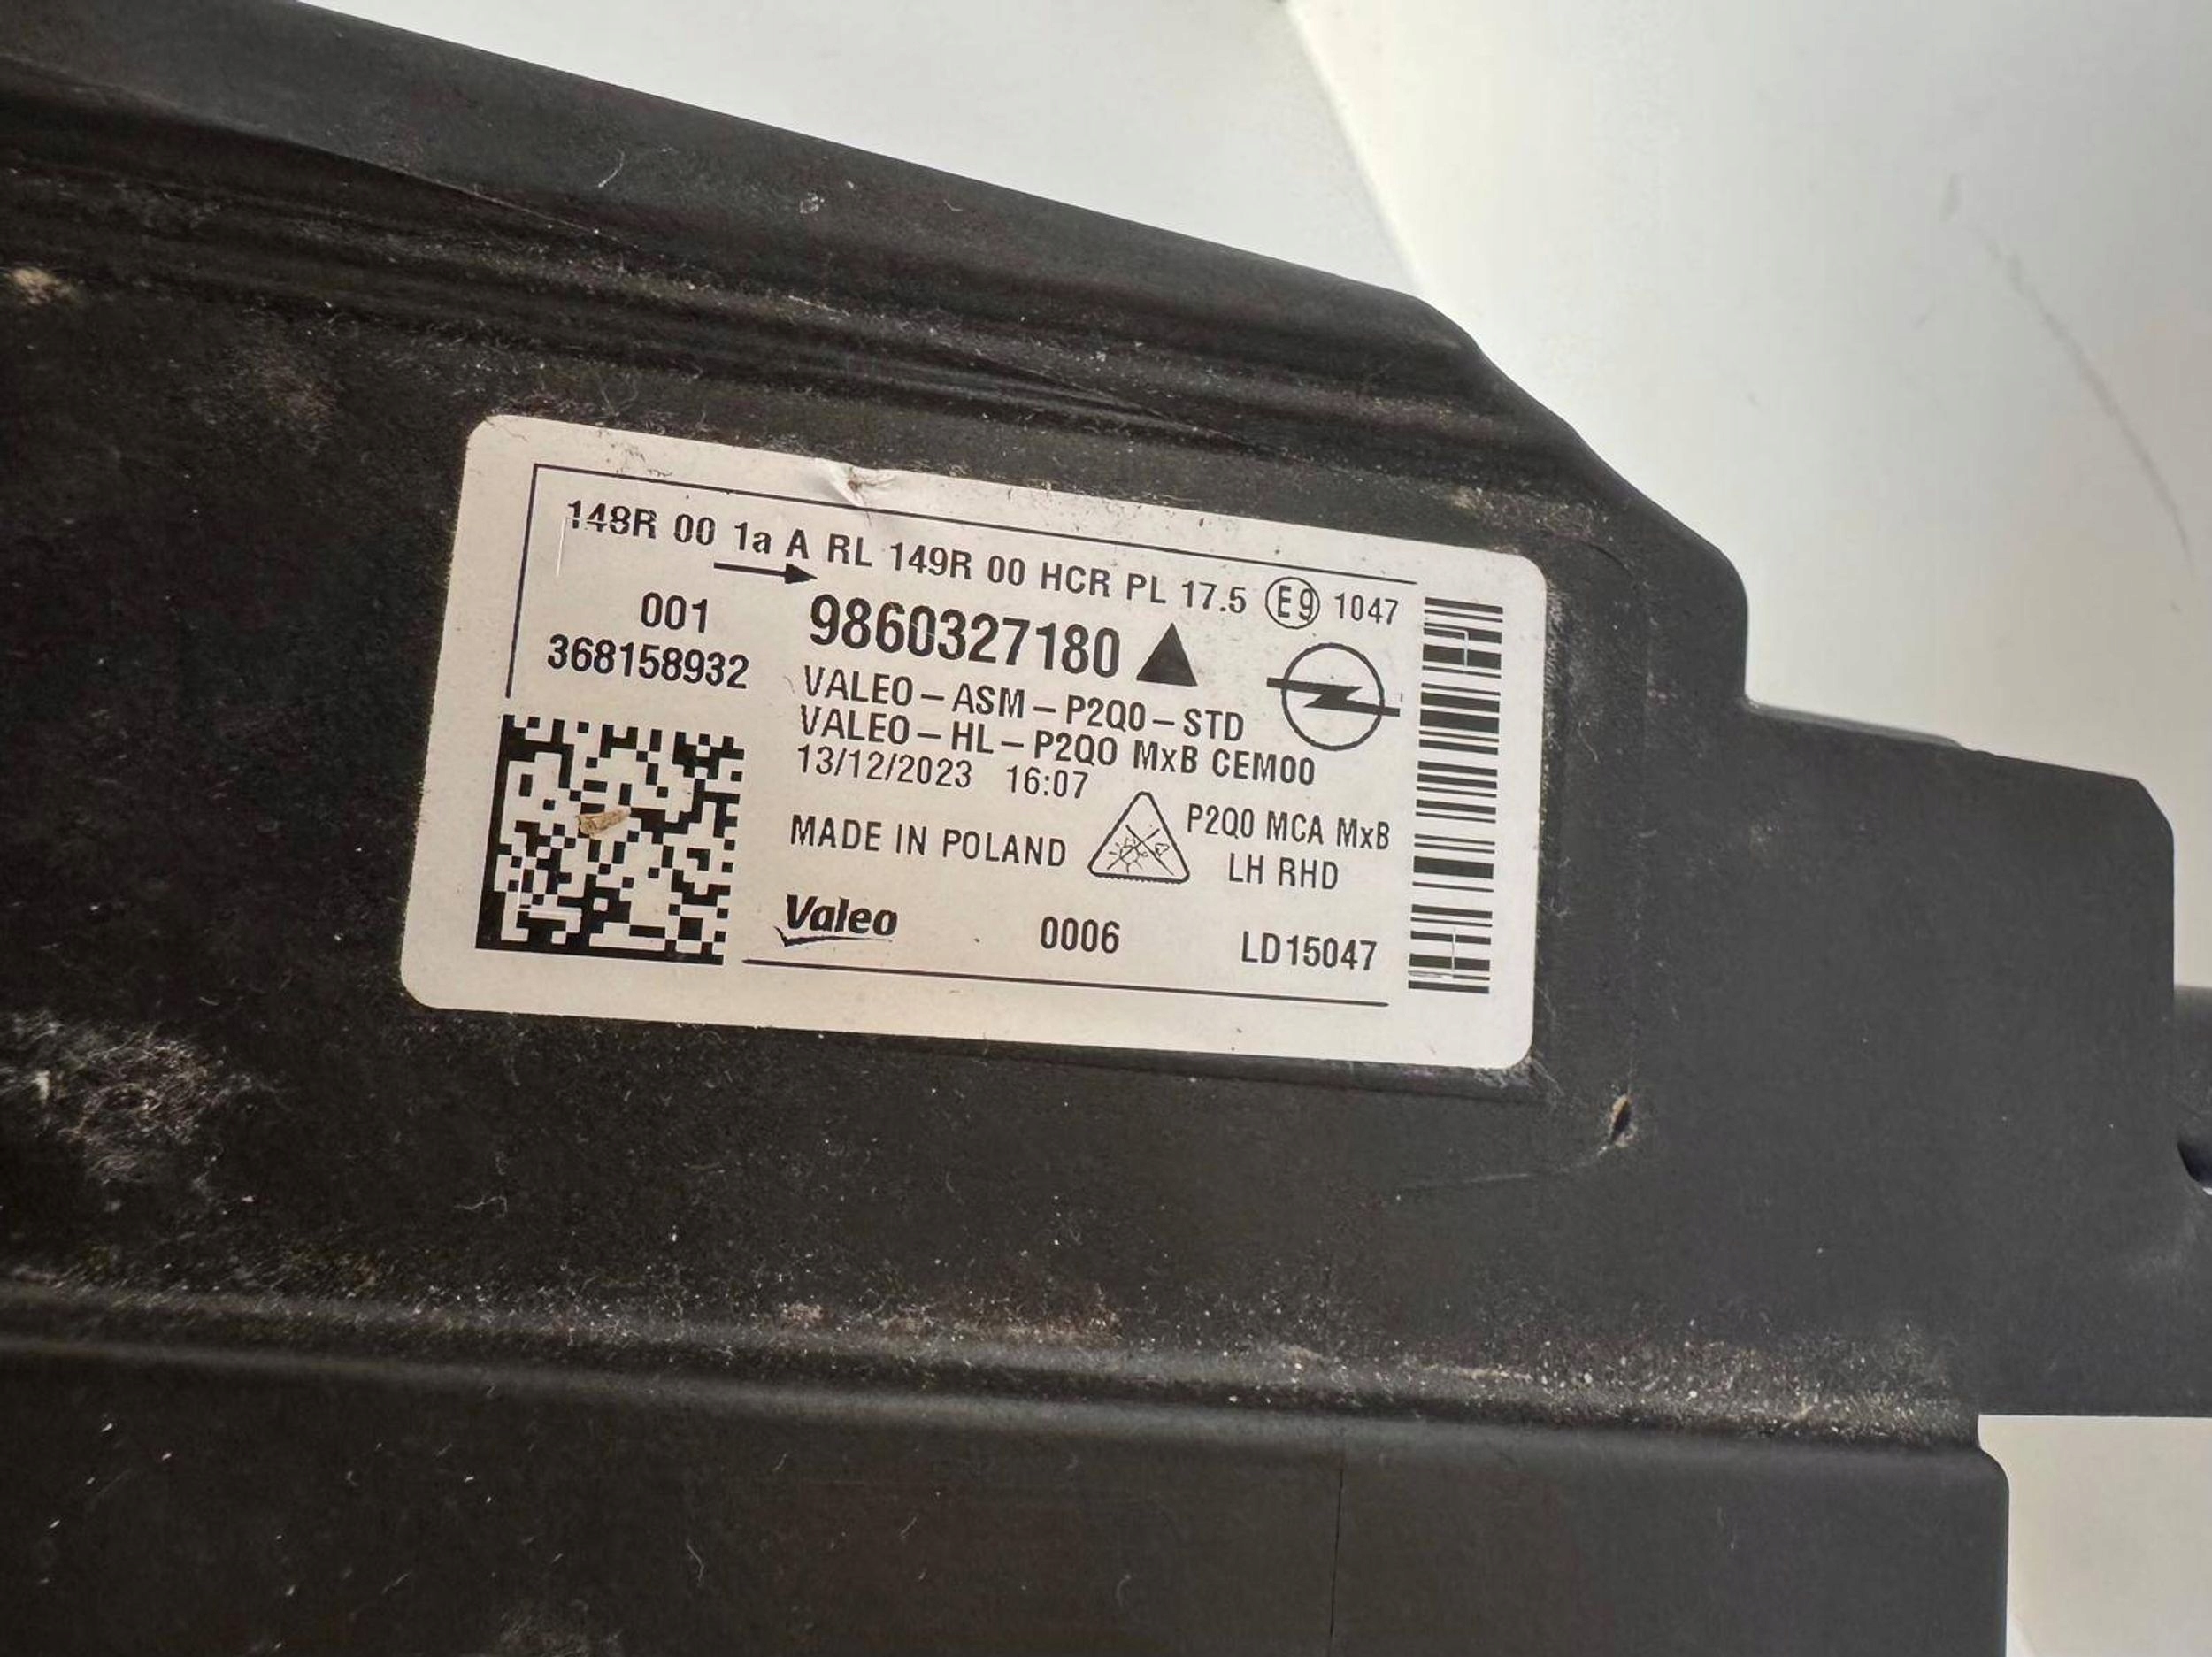 148R 00 1a A RL 149R 00 HCR PL 17.5 E9 1047
001
9860327180
368158932
VALEO-ASM-P2Q0-STD
VALEO-HL-P2Q0 MxB CEM00
13/12/2023 16:07
MADE IN POLAND
P2Q0 MCA MxB
LH RHD
Valeo 0006 LD15047